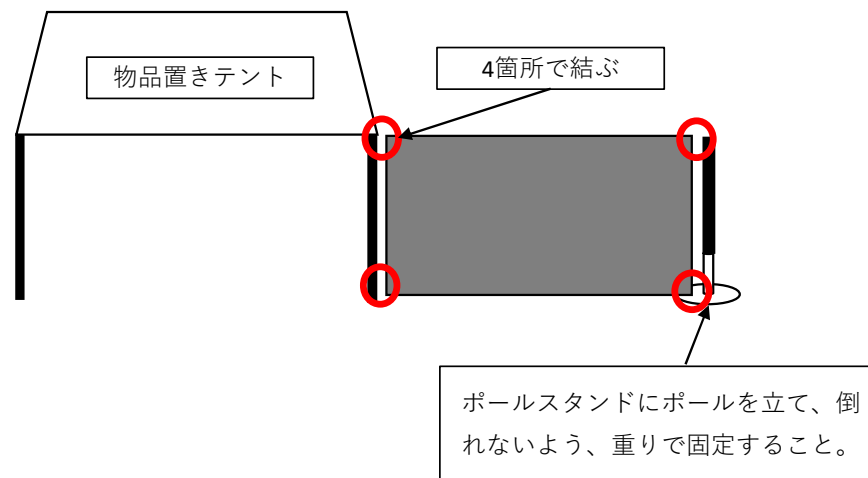 物品置きテント
4箇所で結ぶ
ポールスタンドにポールを立て、倒
れないよう、重りで固定すること。